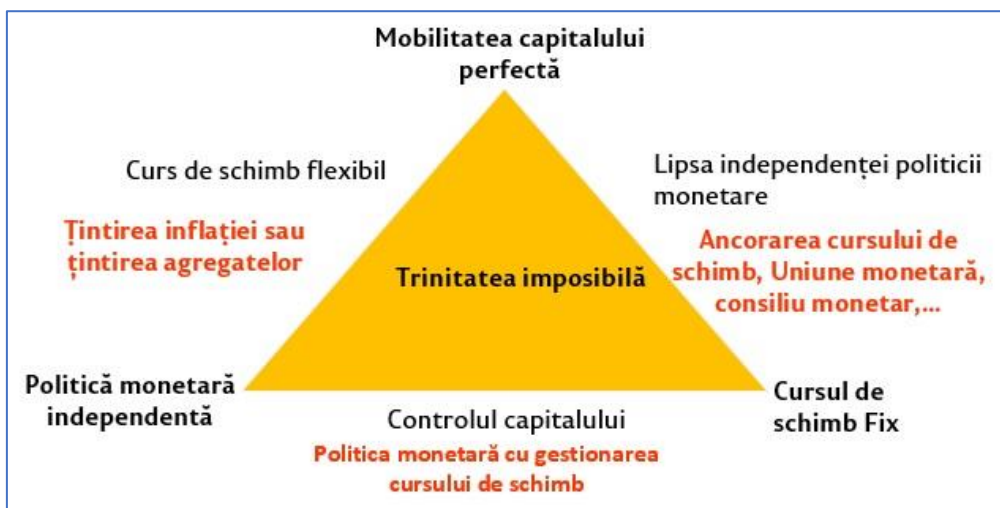 Mobilitatea capitalului
perfectă
Curs de schimb flexibil
Țintirea inflației sau
țintirea agregatelor
Lipsa independenței politicii
monetare
Ancorarea cursului de
schimb, Uniune monetară,
consiliu monetar,...
Trinitatea imposibilă
Politică monetară
independentă
Controlul capitalului
Politica monetară cu gestionarea
cursului de schimb
Cursul de
schimb Fix